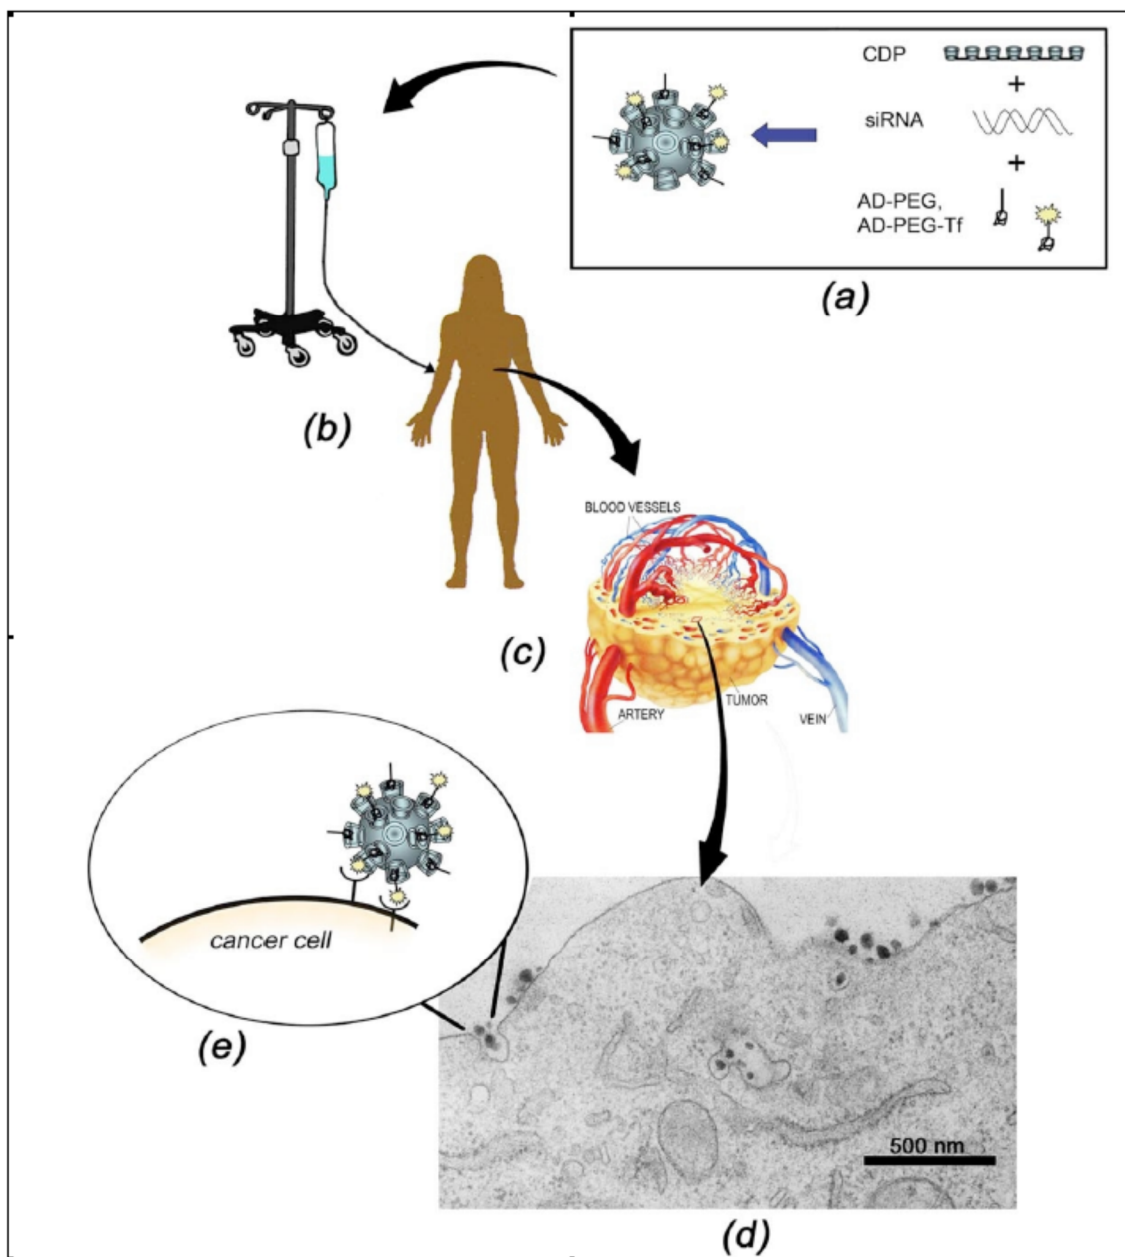 CDP
+
siRNA
+
AD-PEG,
AD-PEG-Tf
(a)
(b)
BLOOD VESSELS
(c)
TUMOR
ARTERY
VEIN
cancer cell
(e)
500 nm
(d)